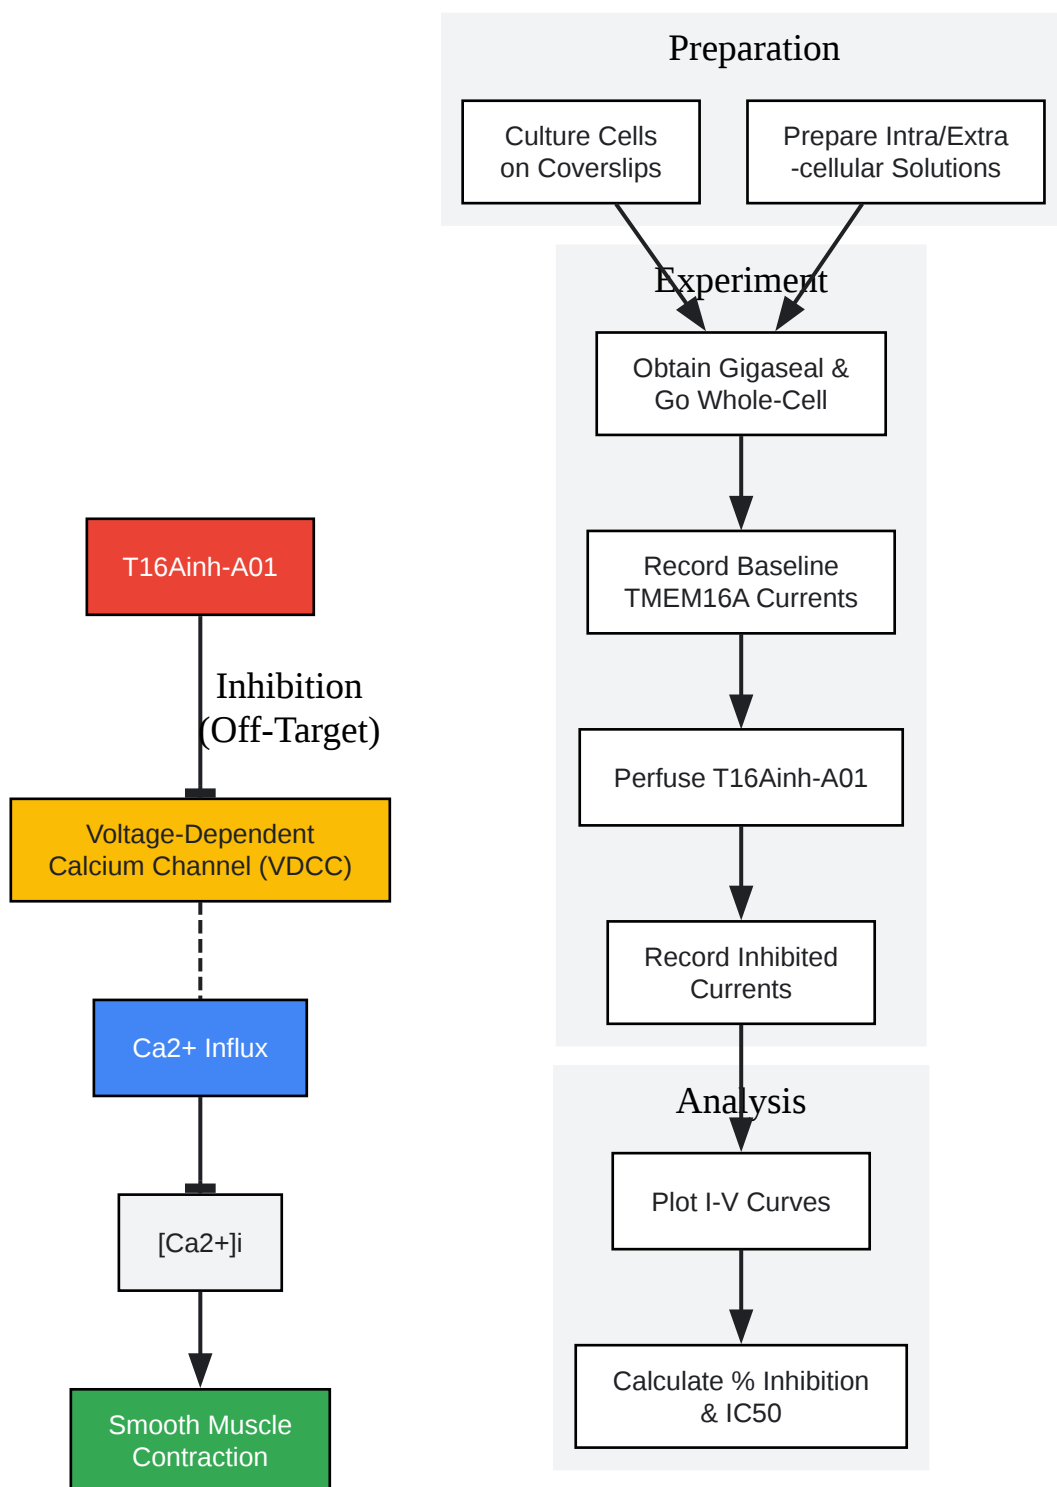 Preparation
Culture Cells
on Coverslips
Prepare Intra/Extra
-cellular Solutions
Experiment
Obtain Gigaseal &
Go Whole-Cell
Record Baseline
TMEM16A Currents
Perfuse T16Ainh-A01
Record Inhibited
Currents
Analysis
Plot I-V Curves
Calculate % Inhibition
& IC50
T16Ainh-A01
Inhibition
(Off-Target)
Voltage-Dependent
Calcium Channel (VDCC)
Ca2+ Influx
[Ca2+]i
Smooth Muscle
Contraction